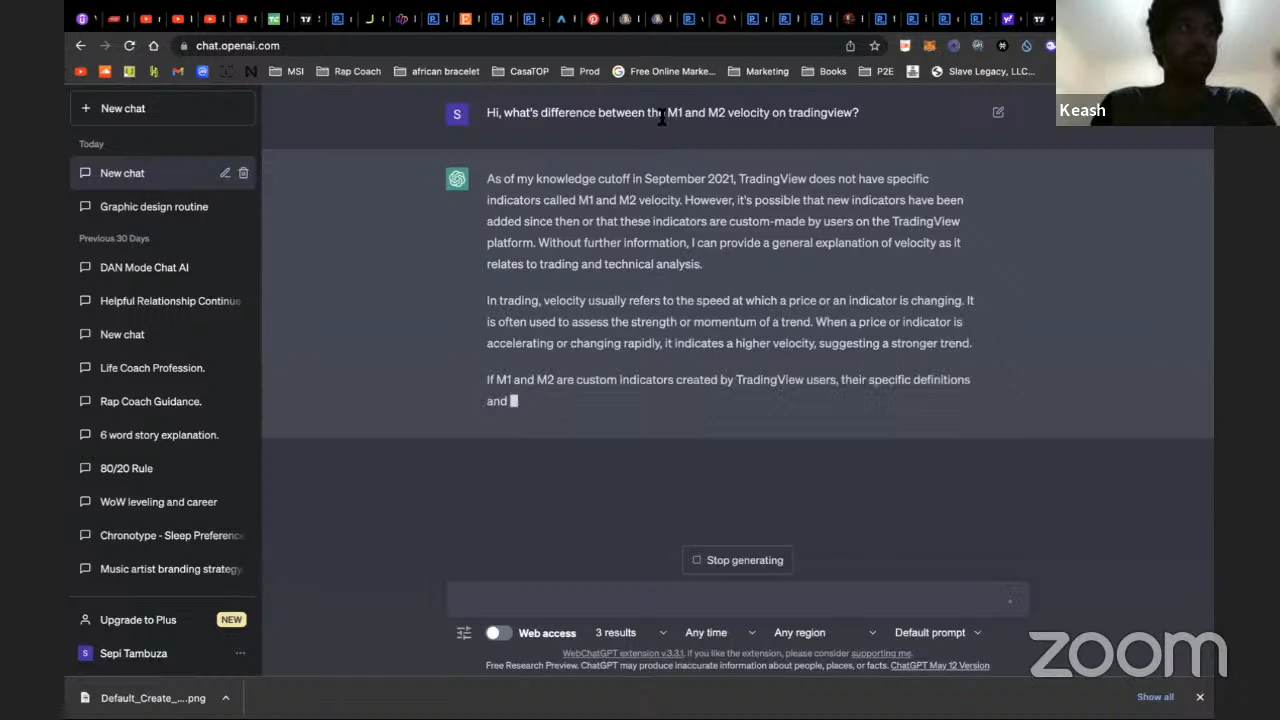 chat.openai.com
MSI
Rap Coach
african bracelet
CasaTOP
Prod
Free Online Marke...
Marketing
Books
P2E
Slave Legacy, LLC...
Keash
New chat
Today
New chat
Graphic design routine
Previous 30 Days
DAN Mode Chat AI
Helpful Relationship Continue
New chat
Life Coach Profession.
Rap Coach Guidance.
6 word story explanation.
80/20 Rule
WoW leveling and career
Chronotype - Sleep Preference
Music artist branding strategy
Upgrade to Plus
NEW
S
Sepi Tambuza
S
Hi, what's difference between the M1 and M2 velocity on tradingview?
As of my knowledge cutoff in September 2021, TradingView does not have specific
indicators called M1 and M2 velocity. However, it's possible that new indicators have been
added since then or that these indicators are custom-made by users on the TradingView
platform. Without further information, I can provide a general explanation of velocity as it
relates to trading and technical analysis.
In trading, velocity usually refers to the speed at which a price or an indicator is changing. It
is often used to assess the strength or momentum of a trend. When a price or indicator is
accelerating or changing rapidly, it indicates a higher velocity, suggesting a stronger trend.
If M1 and M2 are custom indicators created by TradingView users, their specific definitions
and
Stop generating
Web access
3 results
Any time
Any region
Default prompt
WebChatGPT extension v.3.3.1. If you like the extension, please consider supporting me.
Free Research Preview. ChatGPT may produce inaccurate information about people, places, or facts. ChatGPT May 12 Version
zoom
Default_Create_....png
Show all